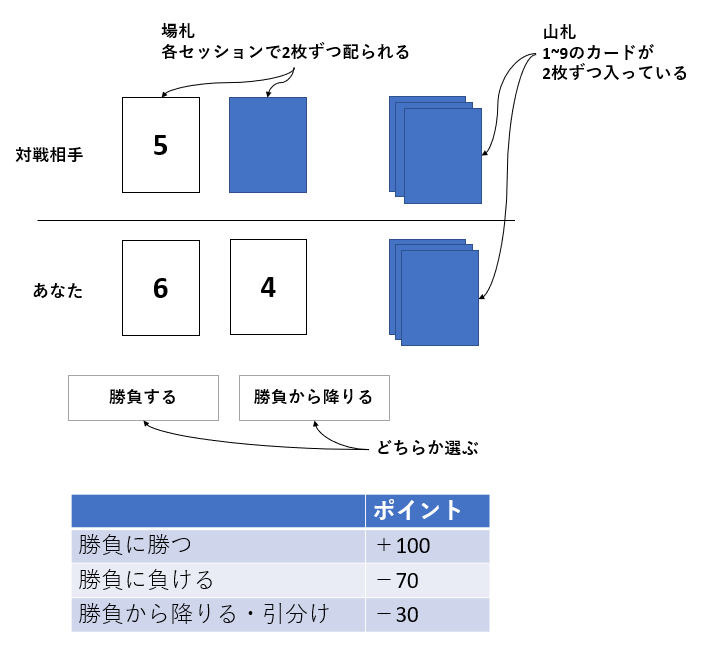 場札
各セッションで2枚ずつ配られる
山札
1~9のカードが
2枚ずつ入っている
対戦相手
5
あなた
6
4
勝負する
勝負から降りる
どちらか選ぶ
ポイント
勝負に勝つ ＋100
勝負に負ける －70
勝負から降りる・引分け －30